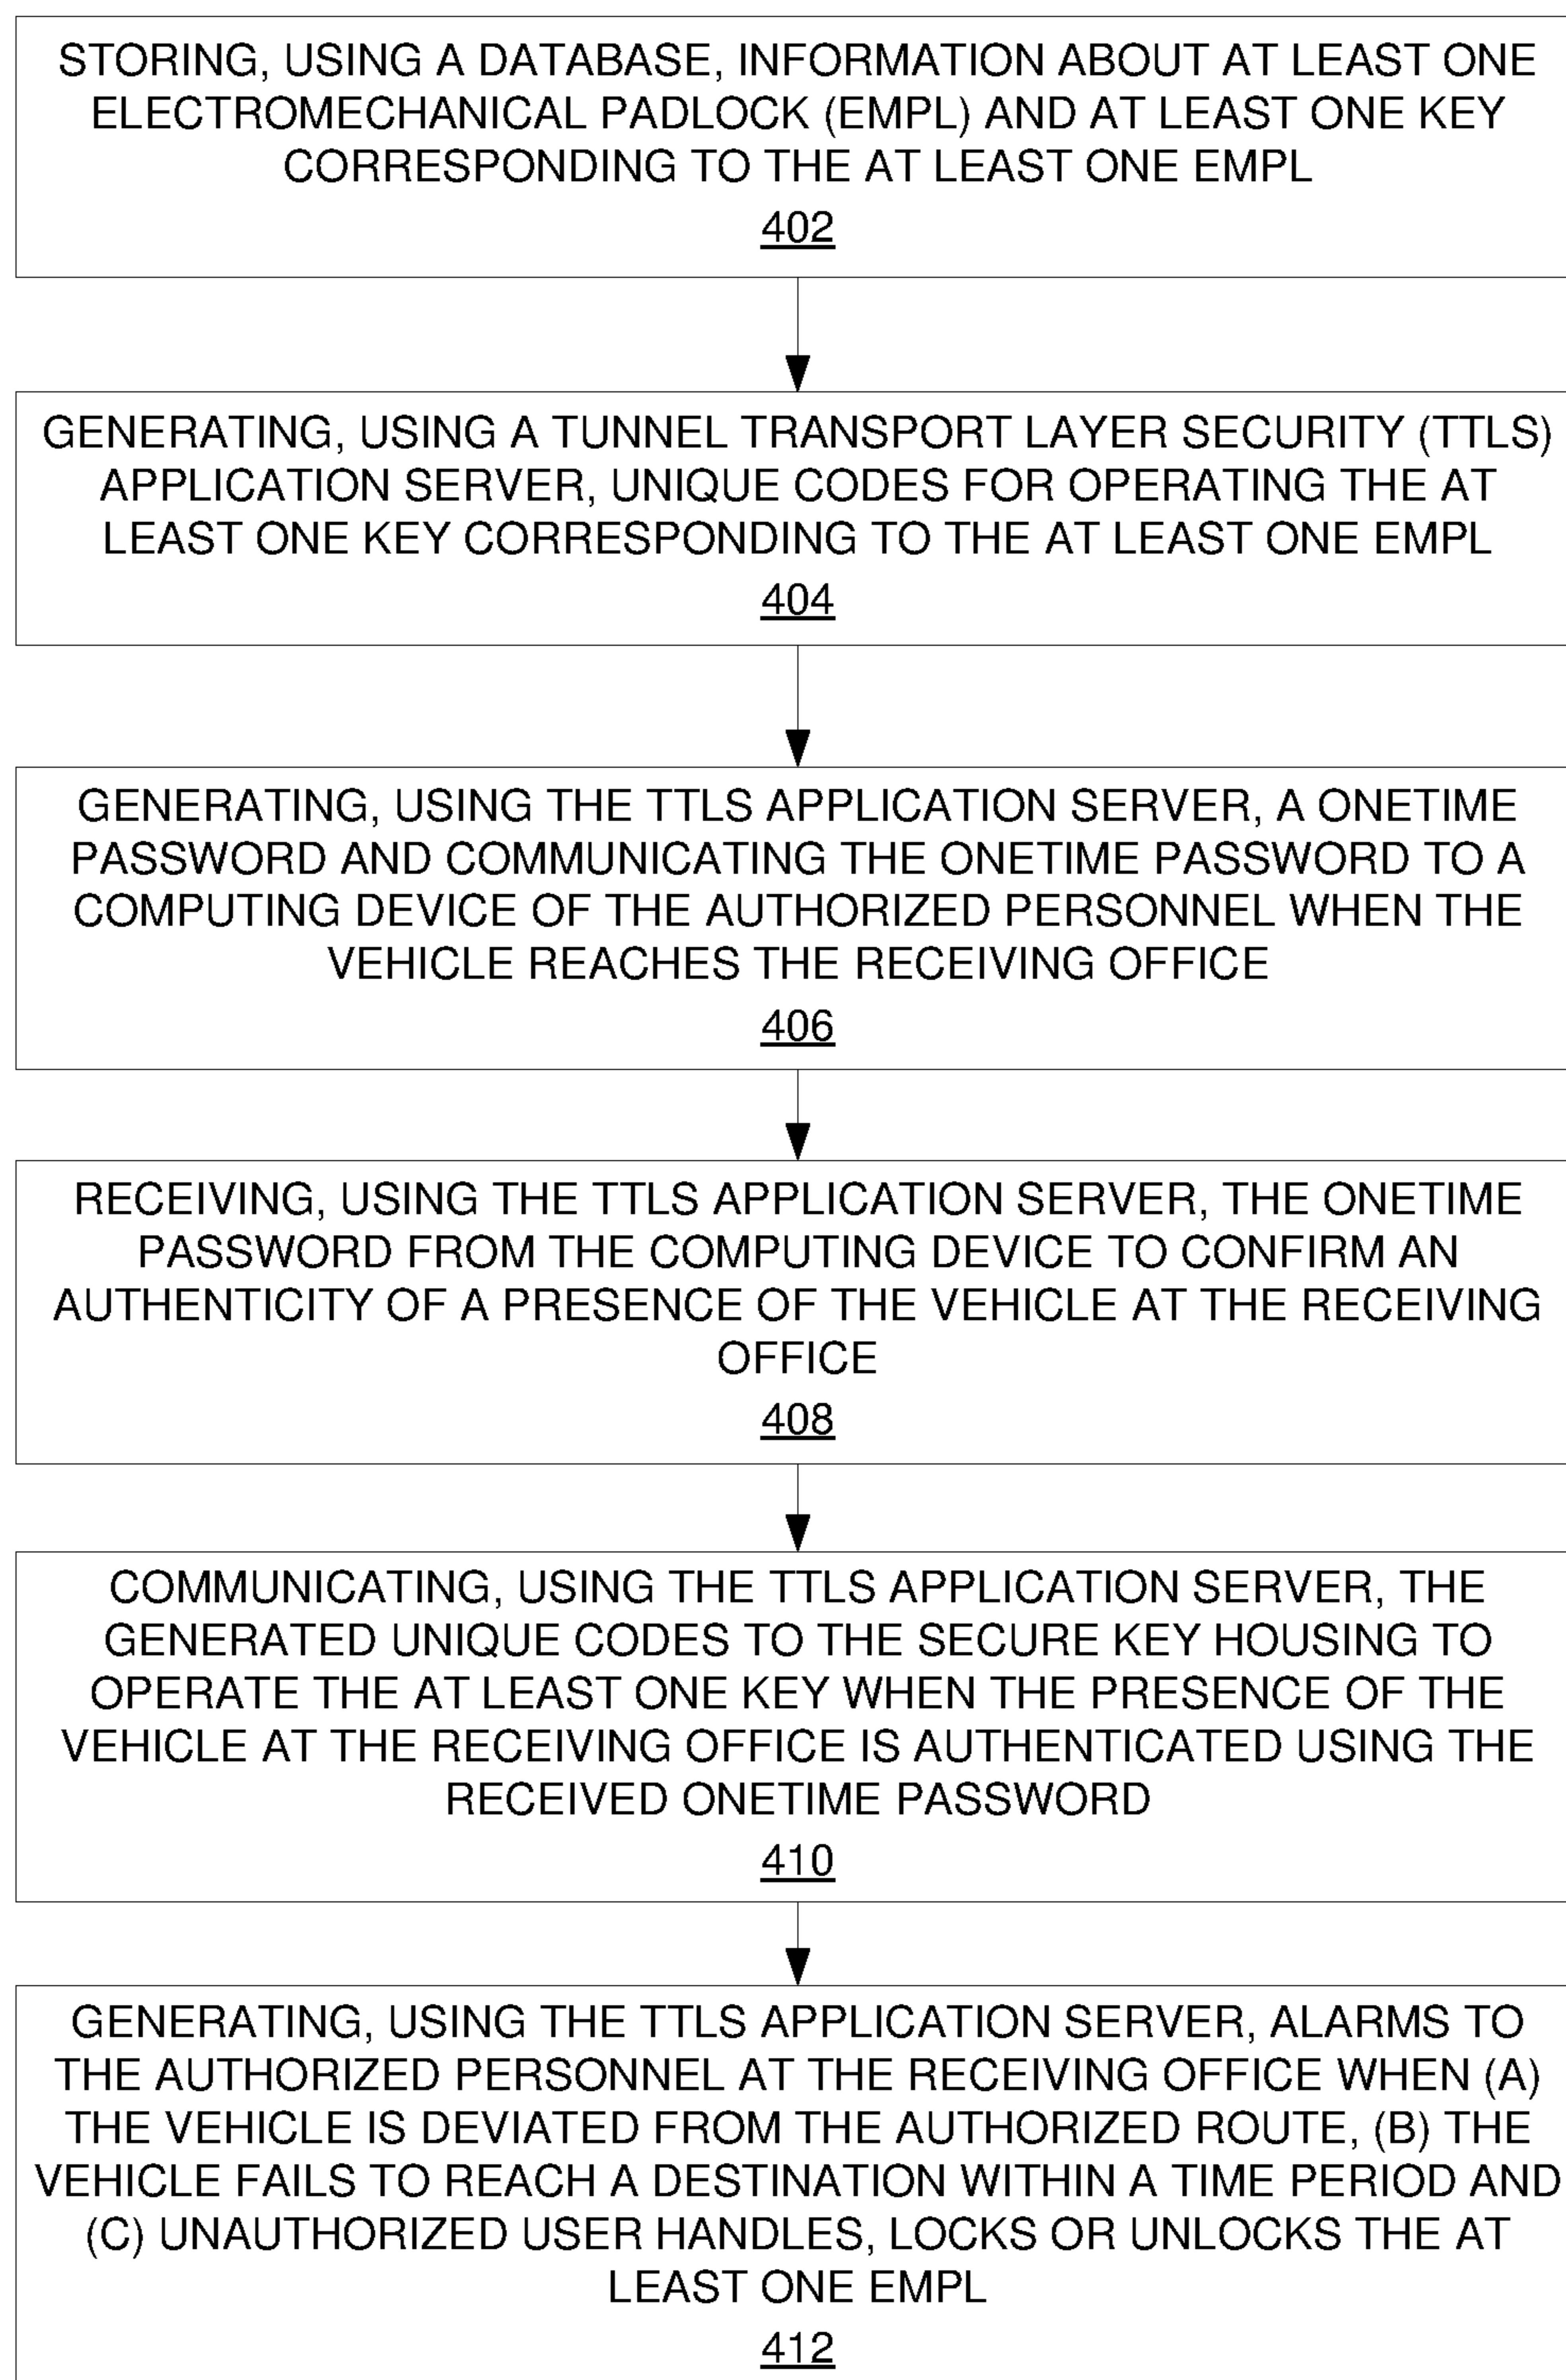 STORING, USING A DATABASE, INFORMATION ABOUT AT LEAST ONE
ELECTROMECHANICAL PADLOCK (EMPL) AND AT LEAST ONE KEY
CORRESPONDING TO THE AT LEAST ONE EMPL
402
GENERATING, USING A TUNNEL TRANSPORT LAYER SECURITY (TTLS)
APPLICATION SERVER, UNIQUE CODES FOR OPERATING THE AT
LEAST ONE KEY CORRESPONDING TO THE AT LEAST ONE EMPL
404
GENERATING, USING THE TTLS APPLICATION SERVER, A ONETIME
PASSWORD AND COMMUNICATING THE ONETIME PASSWORD TO A
COMPUTING DEVICE OF THE AUTHORIZED PERSONNEL WHEN THE
VEHICLE REACHES THE RECEIVING OFFICE
406
RECEIVING, USING THE TTLS APPLICATION SERVER, THE ONETIME
PASSWORD FROM THE COMPUTING DEVICE TO CONFIRM AN
AUTHENTICITY OF A PRESENCE OF THE VEHICLE AT THE RECEIVING
OFFICE
408
COMMUNICATING, USING THE TTLS APPLICATION SERVER, THE
GENERATED UNIQUE CODES TO THE SECURE KEY HOUSING TO
OPERATE THE AT LEAST ONE KEY WHEN THE PRESENCE OF THE
VEHICLE AT THE RECEIVING OFFICE IS AUTHENTICATED USING THE
RECEIVED ONETIME PASSWORD
410
GENERATING, USING THE TTLS APPLICATION SERVER, ALARMS TO
THE AUTHORIZED PERSONNEL AT THE RECEIVING OFFICE WHEN (A)
THE VEHICLE IS DEVIATED FROM THE AUTHORIZED ROUTE, (B) THE
VEHICLE FAILS TO REACH A DESTINATION WITHIN A TIME PERIOD AND
(C) UNAUTHORIZED USER HANDLES, LOCKS OR UNLOCKS THE AT
LEAST ONE EMPL
412